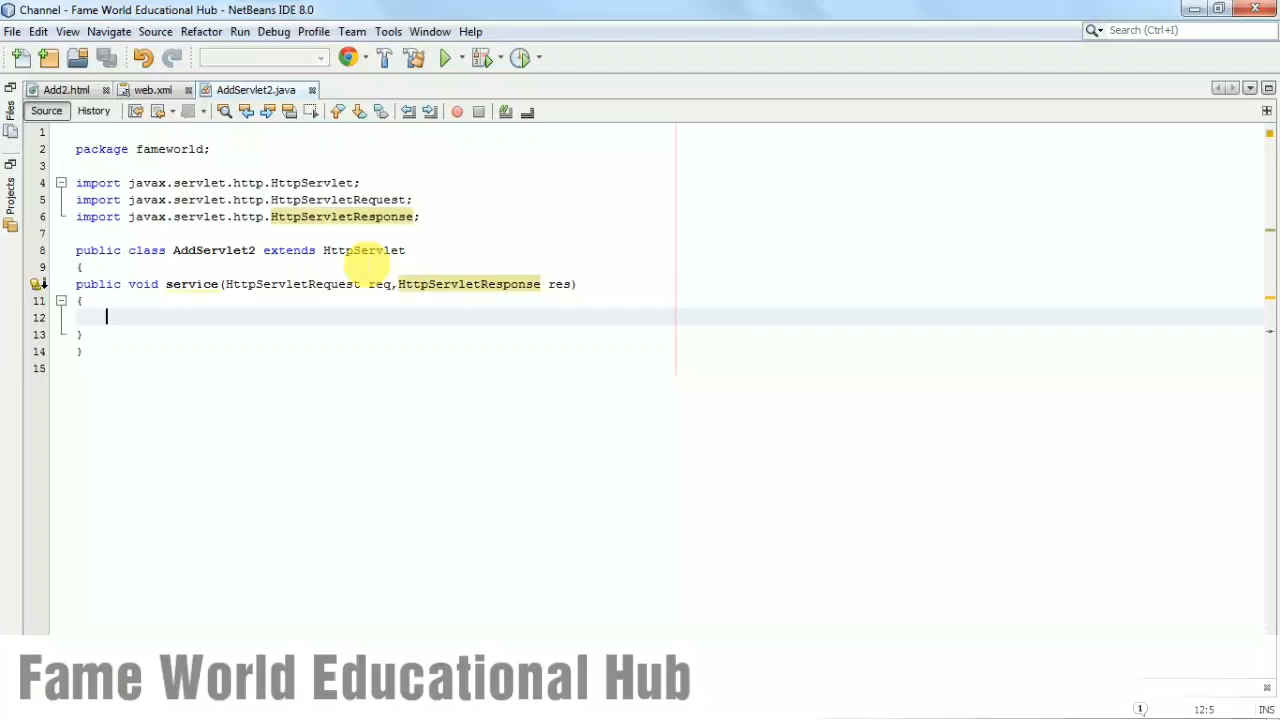 Channel - Fame World Educational Hub - NetBeans IDE 8.0
File Edit View Navigate Source Refactor Run Debug Profile Team Tools Window Help
Search (Ctrl+I)
Add2.html web.xml AddServlet2.java
Source History
Files
Projects
1
2 package fameworld;
3
4 import javax.servlet.http.HttpServlet;
5 import javax.servlet.http.HttpServletRequest;
6 import javax.servlet.http.HttpServletResponse;
7
8 public class AddServlet2 extends HttpServlet
9 {
public void service(HttpServletRequest req,HttpServletResponse res)
11 {
12
13 }
14 }
15
Fame World Educational Hub
1 12:5 INS